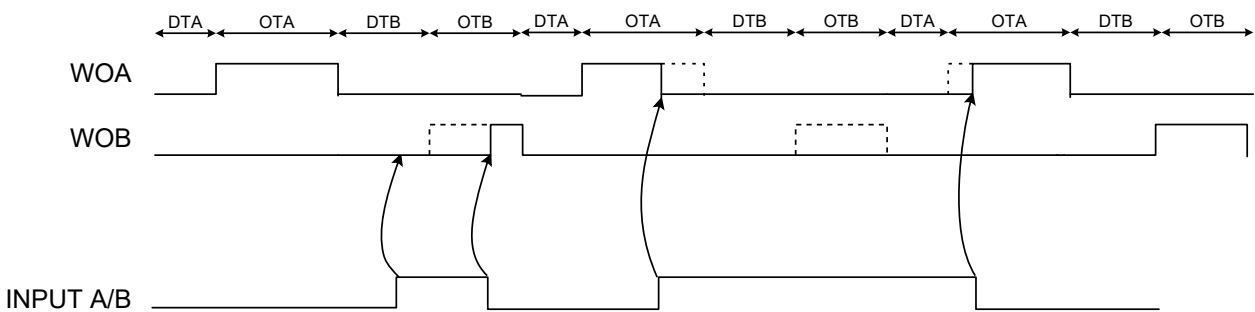 DTA OTA DTB OTB DTA OTA DTB OTB DTA OTA DTB OTB
WOA
WOB
INPUT A/B